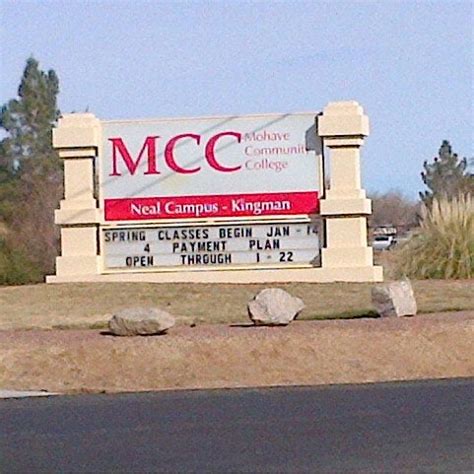 MCC
Mohave
Community
College
Neal Campus - Kingman
SPRING CLASSES BEGIN JAN - 14
4 PAYMENT PLAN
OPEN THROUGH 1 - 22